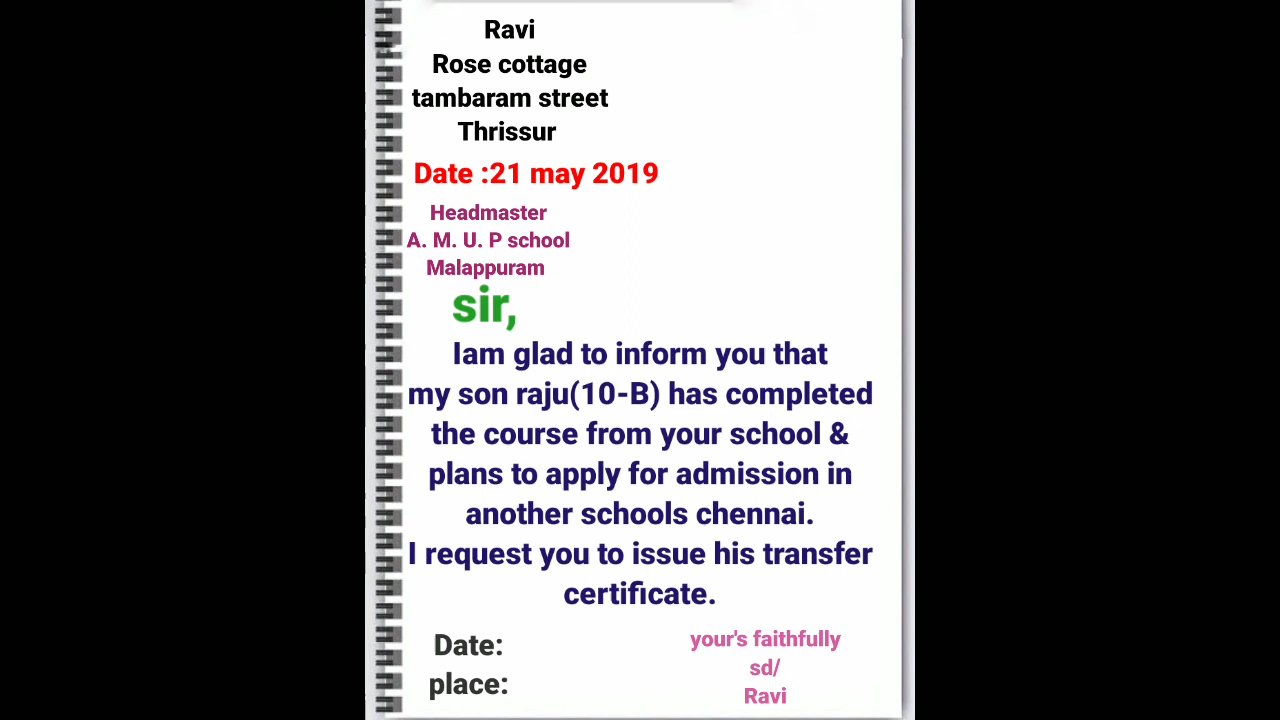 Ravi
Rose cottage
tambaram street
Thrissur
Date :21 may 2019
Headmaster
A. M. U. P school
Malappuram
sir,
Iam glad to inform you that
my son raju(10-B) has completed
the course from your school &
plans to apply for admission in
another schools chennai.
I request you to issue his transfer
certificate.
Date:
place:
your's faithfully
sd/
Ravi